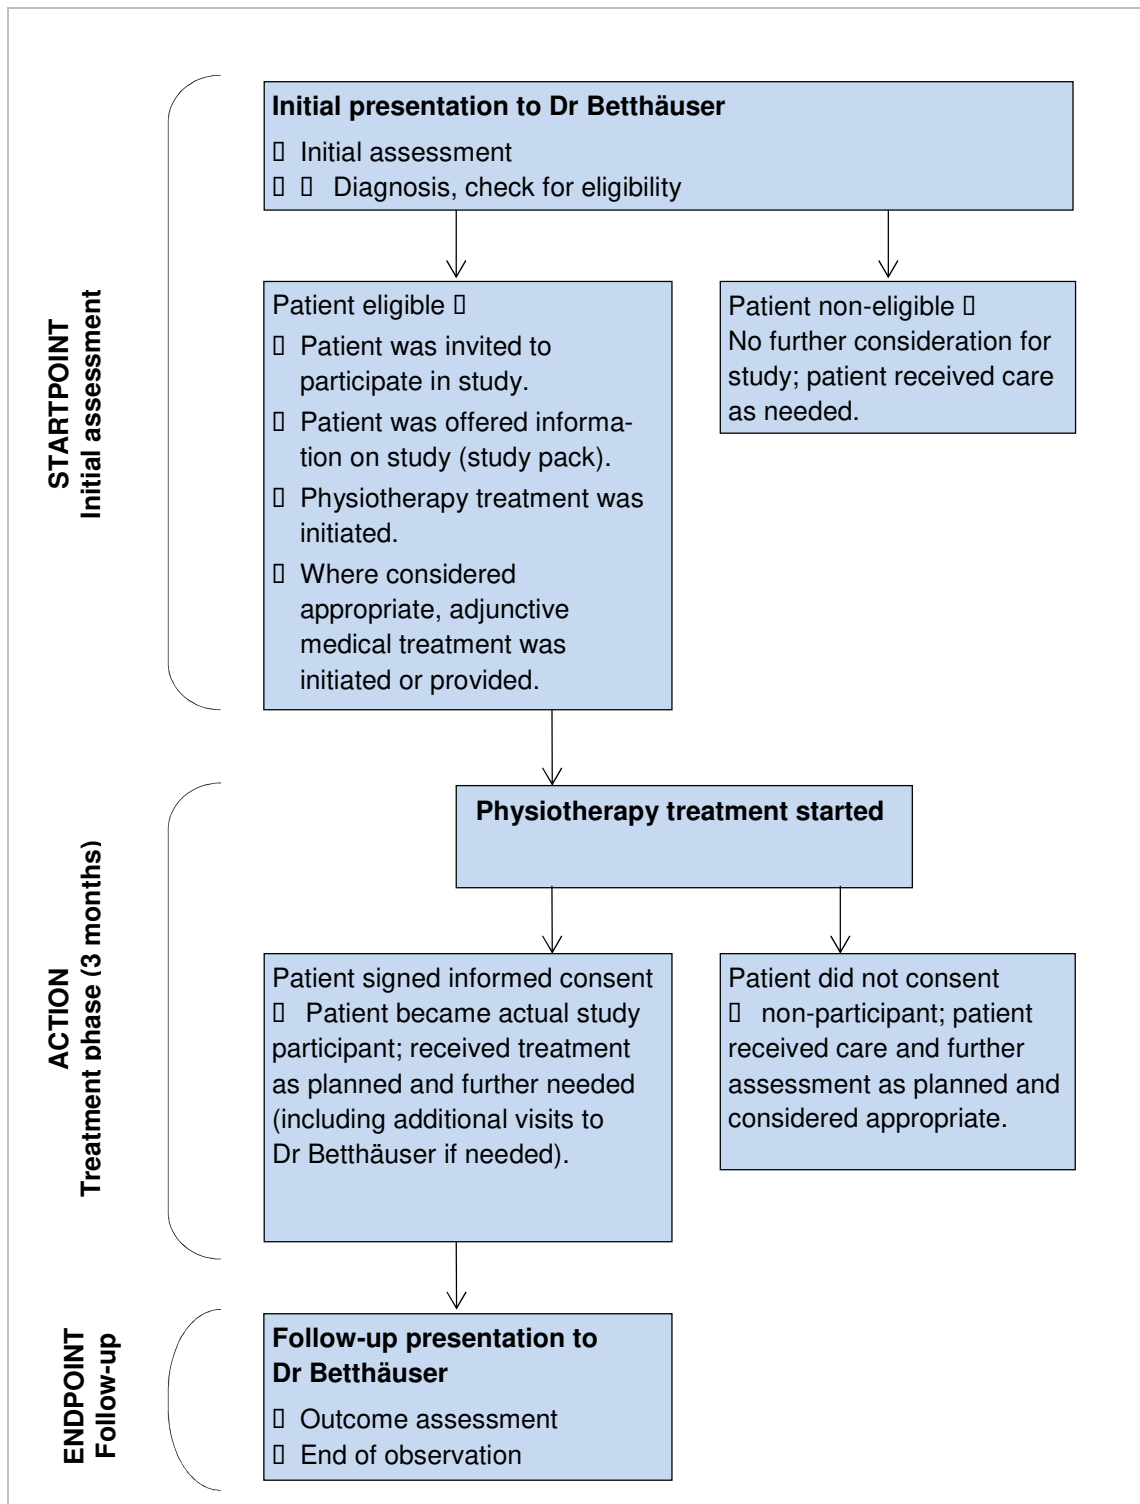 STARTPOINT
Initial assessment
Initial presentation to Dr Betthäuser
▯ Initial assessment
▯ ▯ Diagnosis, check for eligibility
Patient eligible ▯
▯ Patient was invited to
participate in study.
▯ Patient was offered informa-
tion on study (study pack).
▯ Physiotherapy treatment was
initiated.
▯ Where considered
appropriate, adjunctive
medical treatment was
initiated or provided.
Patient non-eligible ▯
No further consideration for
study; patient received care
as needed.
ACTION
Treatment phase (3 months)
Physiotherapy treatment started
Patient signed informed consent
▯ Patient became actual study
participant; received treatment
as planned and further needed
(including additional visits to
Dr Betthäuser if needed).
Patient did not consent
▯ non-participant; patient
received care and further
assessment as planned and
considered appropriate.
ENDPOINT
Follow-up
Follow-up presentation to
Dr Betthäuser
▯ Outcome assessment
▯ End of observation